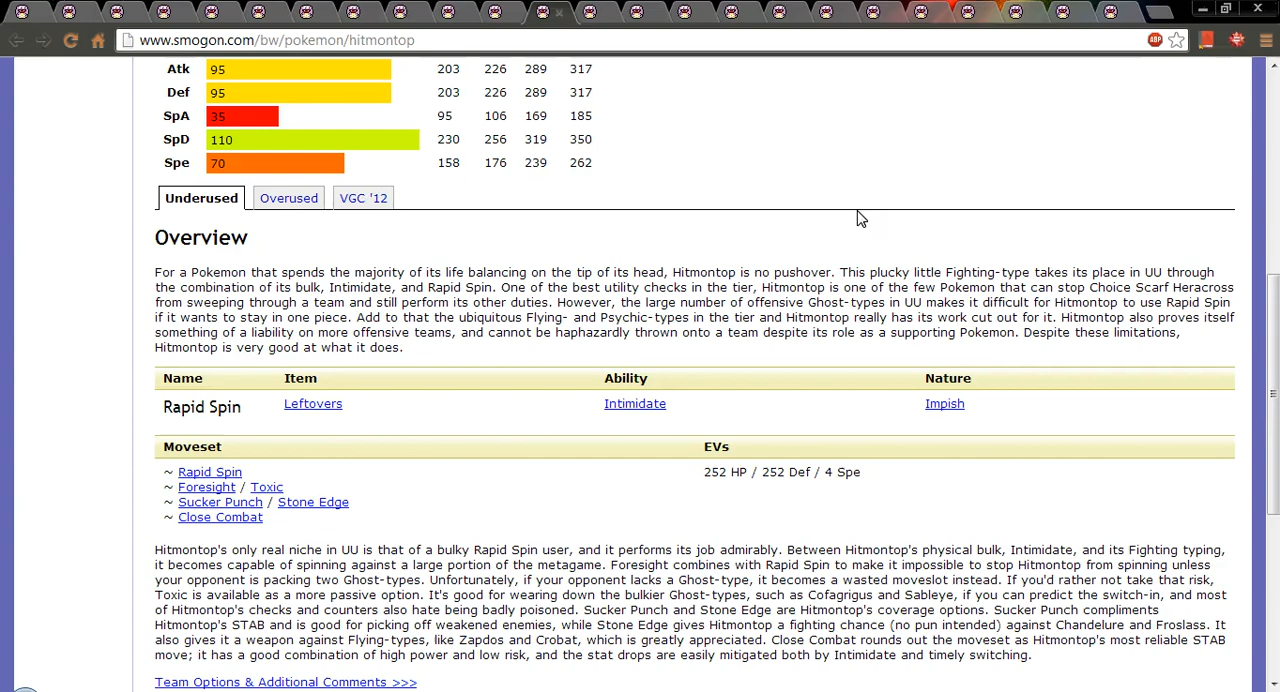 www.smogon.com/bw/pokemon/hitmontop
ABP
Atk 95 203 226 289 317
Def 95 203 226 289 317
SpA 35 95 106 169 185
SpD 110 230 256 319 350
Spe 70 158 176 239 262
Underused Overused VGC '12
Overview
For a Pokemon that spends the majority of its life balancing on the tip of its head, Hitmontop is no pushover. This plucky little Fighting-type takes its place in UU through
the combination of its bulk, Intimidate, and Rapid Spin. One of the best utility checks in the tier, Hitmontop is one of the few Pokemon that can stop Choice Scarf Heracross
from sweeping through a team and still perform its other duties. However, the large number of offensive Ghost-types in UU makes it difficult for Hitmontop to use Rapid Spin
if it wants to stay in one piece. Add to that the ubiquitous Flying- and Psychic-types in the tier and Hitmontop really has its work cut out for it. Hitmontop also proves itself
something of a liability on more offensive teams, and cannot be haphazardly thrown onto a team despite its role as a supporting Pokemon. Despite these limitations,
Hitmontop is very good at what it does.
Name Item Ability Nature
Rapid Spin Leftovers Intimidate Impish
Moveset EVs
~ Rapid Spin 252 HP / 252 Def / 4 Spe
~ Foresight / Toxic
~ Sucker Punch / Stone Edge
~ Close Combat
Hitmontop's only real niche in UU is that of a bulky Rapid Spin user, and it performs its job admirably. Between Hitmontop's physical bulk, Intimidate, and its Fighting typing,
it becomes capable of spinning against a large portion of the metagame. Foresight combines with Rapid Spin to make it impossible to stop Hitmontop from spinning unless
your opponent is packing two Ghost-types. Unfortunately, if your opponent lacks a Ghost-type, it becomes a wasted moveslot instead. If you'd rather not take that risk,
Toxic is available as a more passive option. It's good for wearing down the bulkier Ghost-types, such as Cofagrigus and Sableye, if you can predict the switch-in, and most
of Hitmontop's checks and counters also hate being badly poisoned. Sucker Punch and Stone Edge are Hitmontop's coverage options. Sucker Punch compliments
Hitmontop's STAB and is good for picking off weakened enemies, while Stone Edge gives Hitmontop a fighting chance (no pun intended) against Chandelure and Froslass. It
also gives it a weapon against Flying-types, like Zapdos and Crobat, which is greatly appreciated. Close Combat rounds out the moveset as Hitmontop's most reliable STAB
move; it has a good combination of high power and low risk, and the stat drops are easily mitigated both by Intimidate and timely switching.
Team Options & Additional Comments >>>